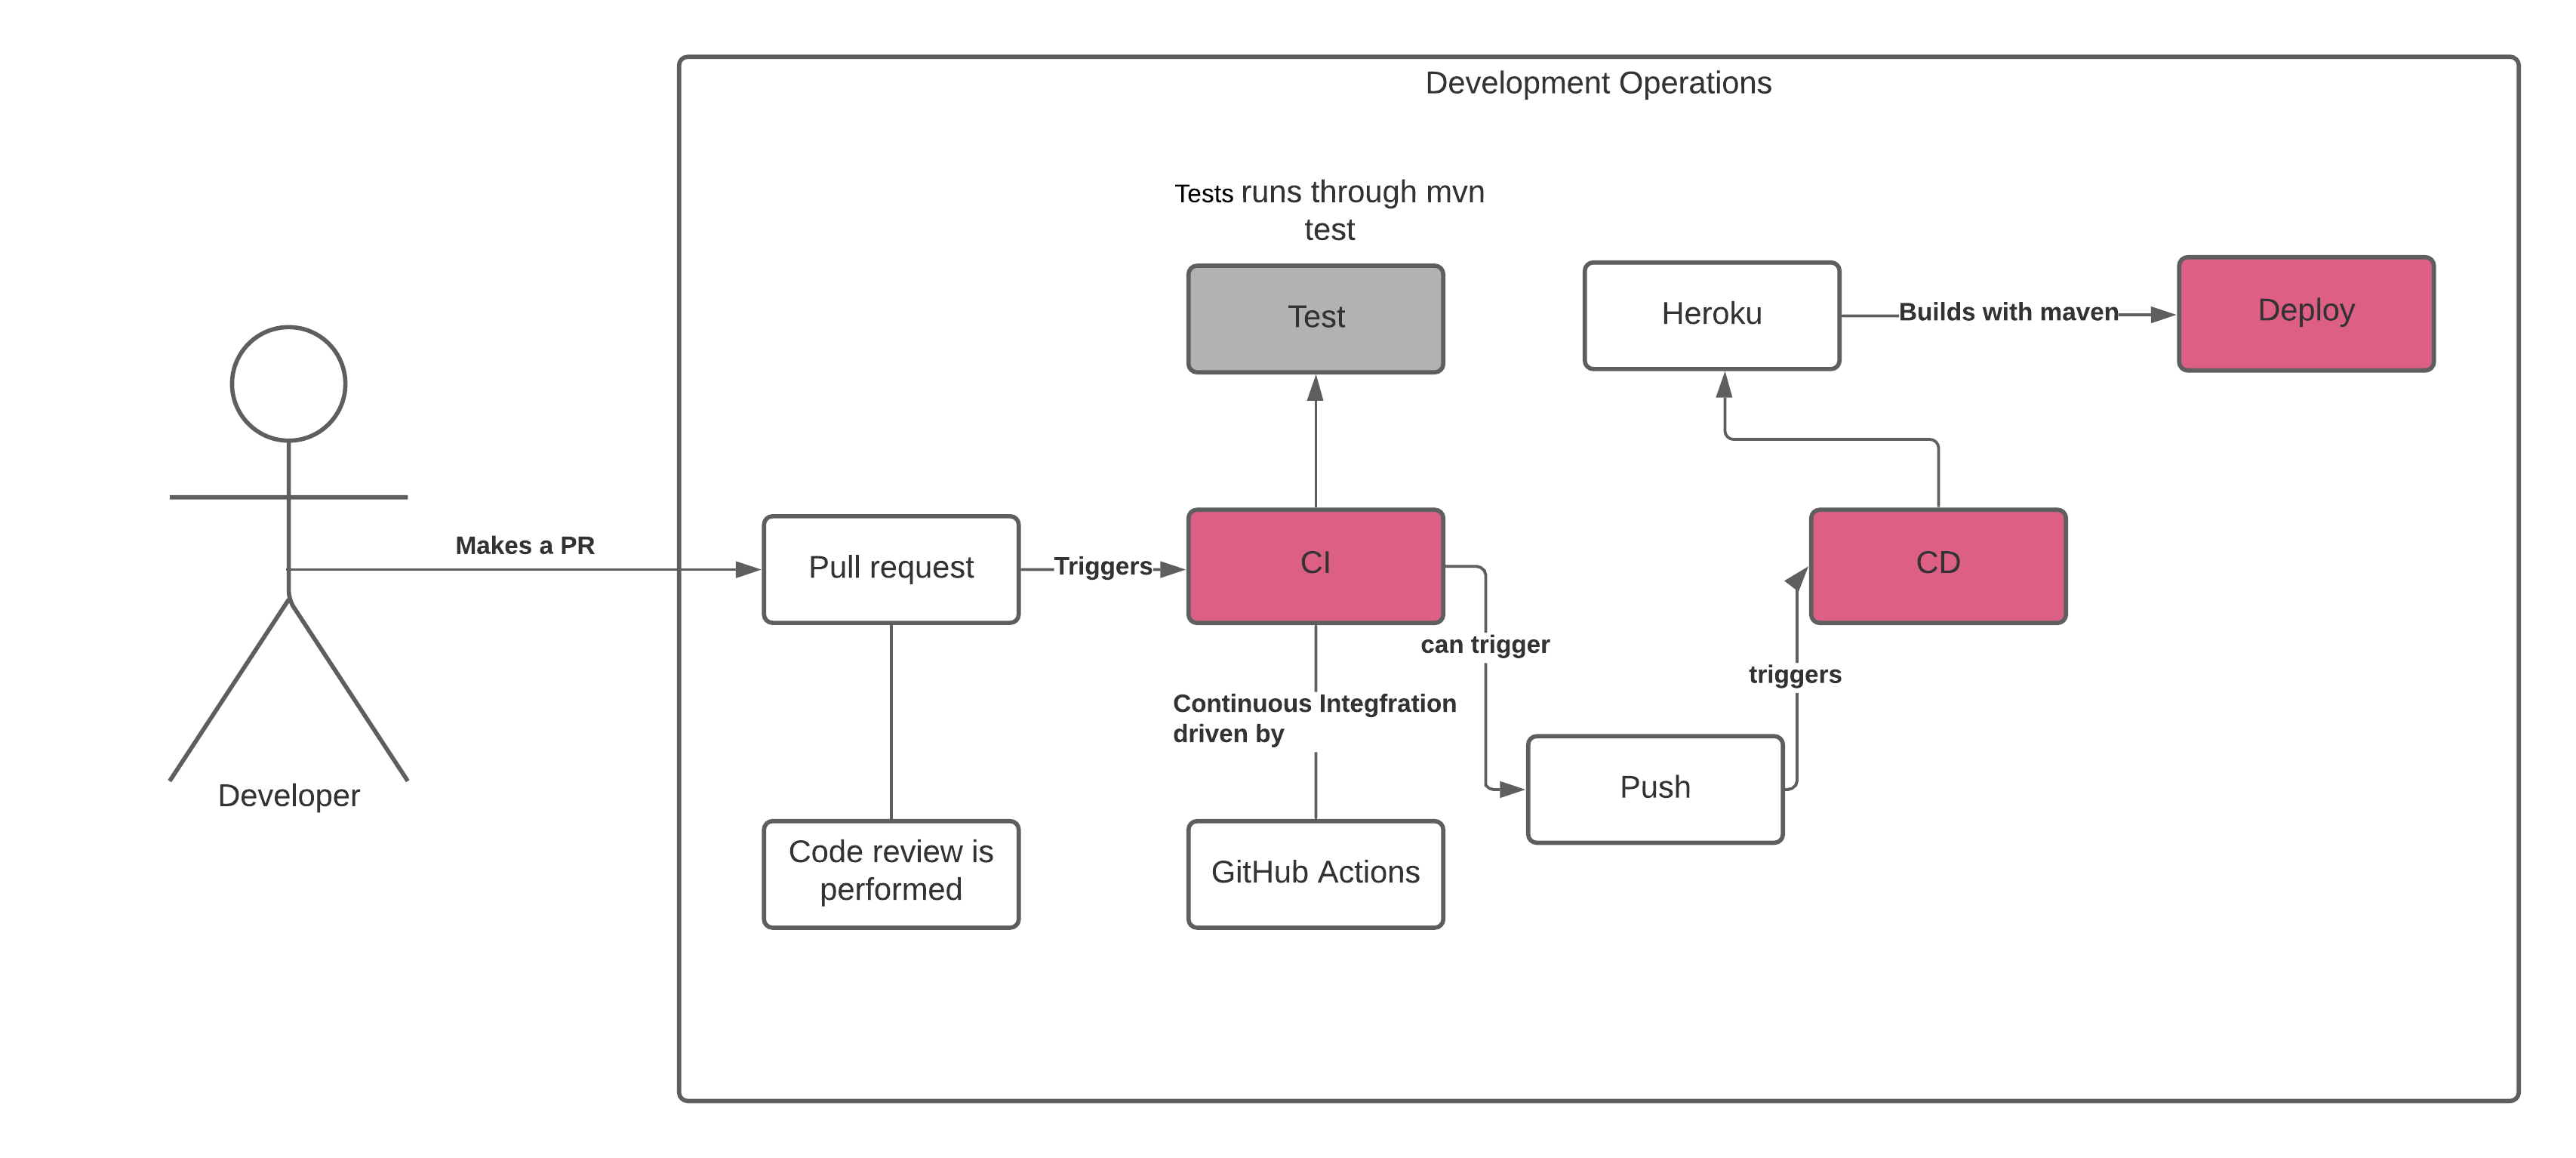 Development Operations
Tests runs through mvn
test
Test
Heroku
Builds with maven
Deploy
Makes a PR
Pull request
Triggers
CI
CD
can trigger
triggers
Continuous Integfration
driven by
Push
Developer
Code review is
performed
GitHub Actions